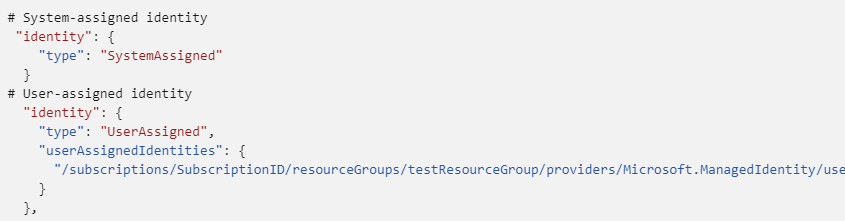 # System-assigned identity
"identity": {
"type": "SystemAssigned"
}
# User-assigned identity
"identity": {
"type": "UserAssigned",
"userAssignedIdentities": {
"/subscriptions/SubscriptionID/resourceGroups/testResourceGroup/providers/Microsoft.ManagedIdentity/use
}
},